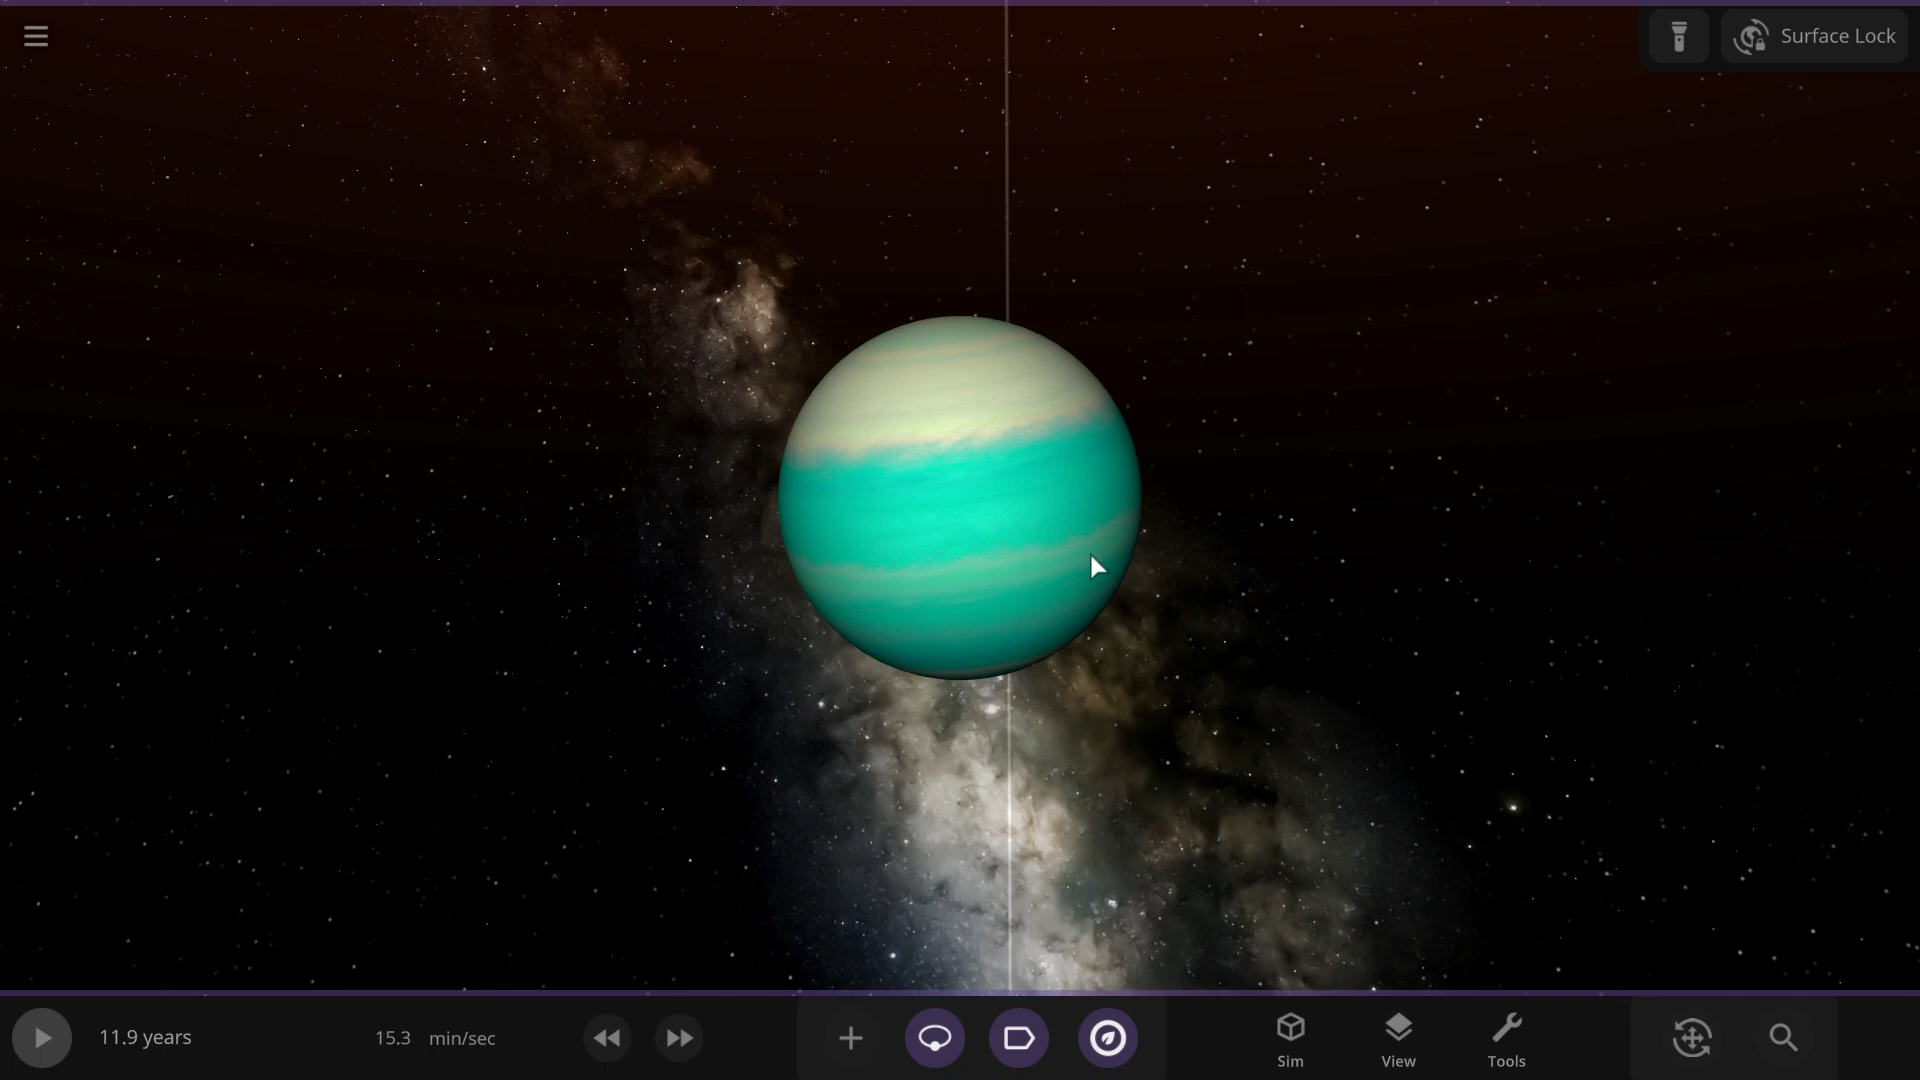 Surface Lock
11.9 years
15.3 min/sec
Sim
View
Tools